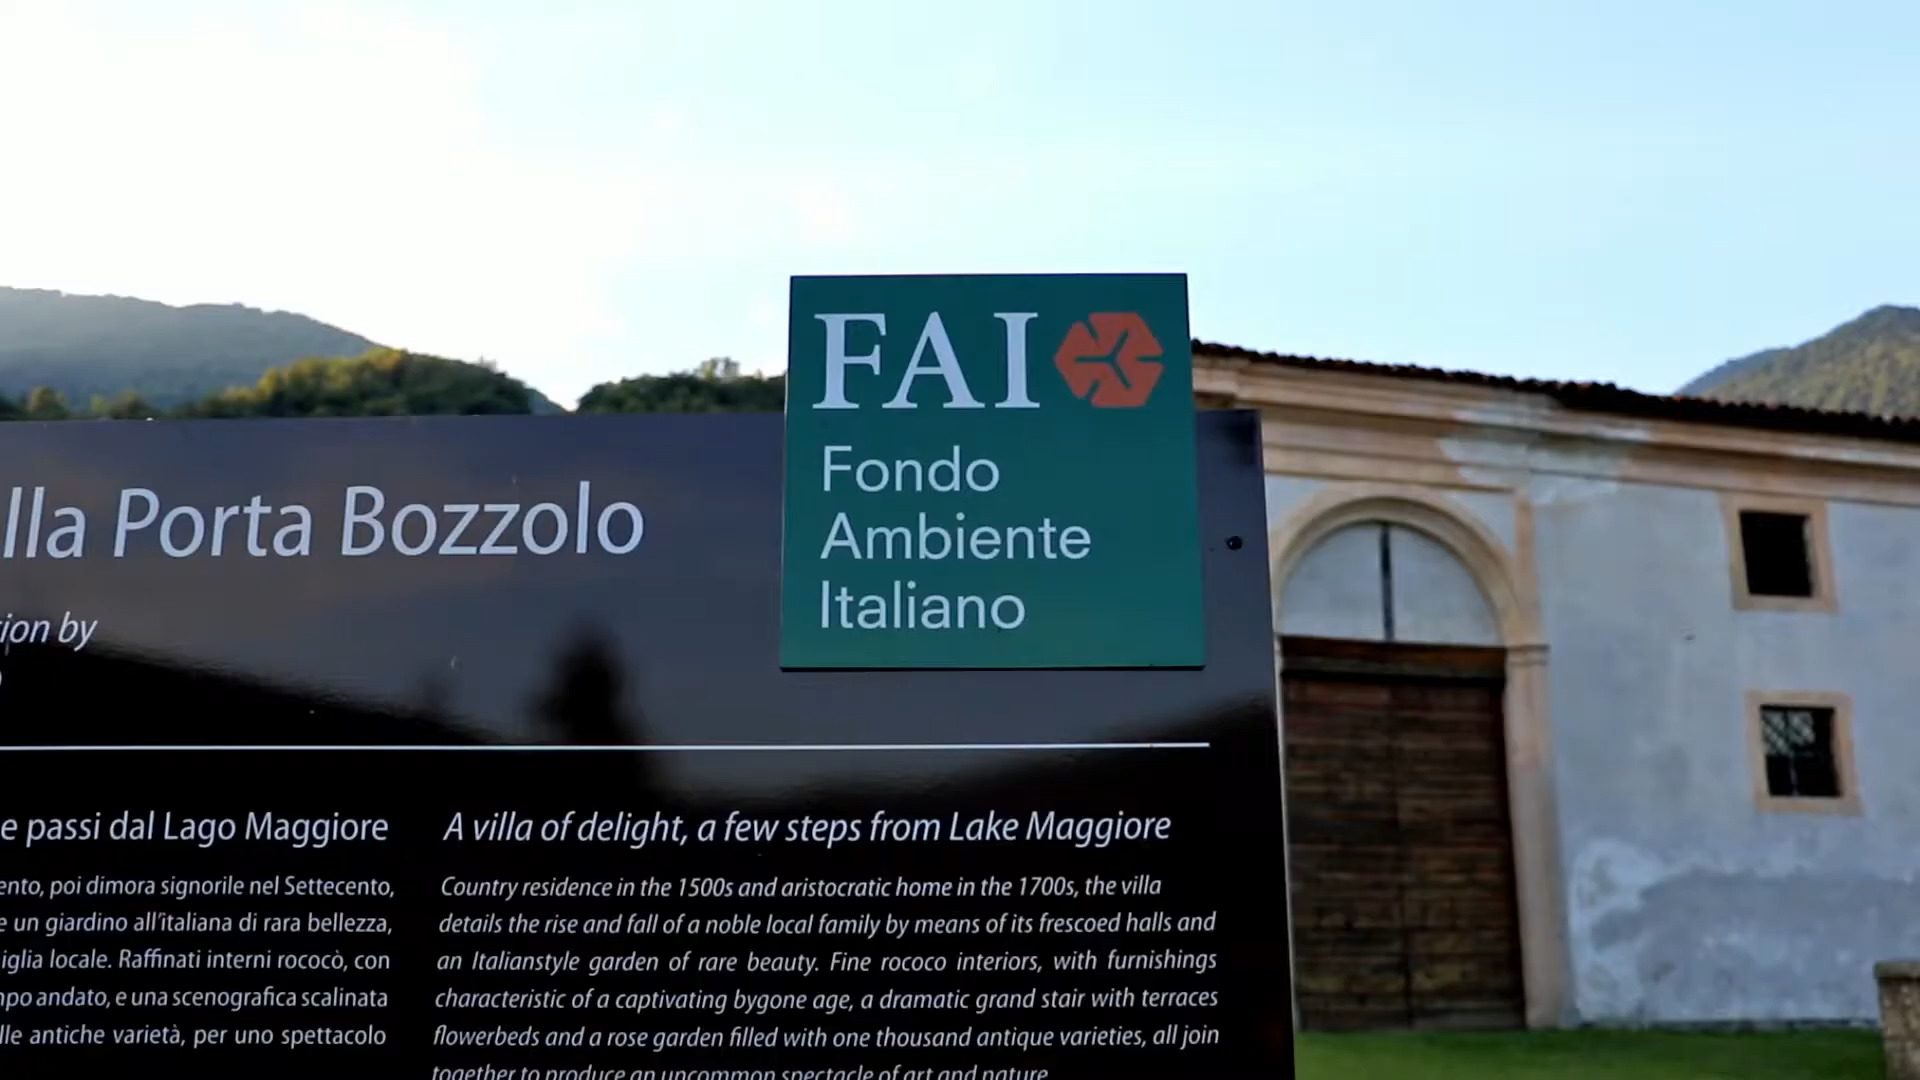 FAI
Fondo
Ambiente
Italiano
lla Porta Bozzolo
ion by
e passi dal Lago Maggiore
ento, poi dimora signorile nel Settecento,
e un giardino all'italiana di rara bellezza,
iglia locale. Raffinati interni rococò, con
mpo andato, e una scenografica scalinata
lle antiche varietà, per uno spettacolo
A villa of delight, a few steps from Lake Maggiore
Country residence in the 1500s and aristocratic home in the 1700s, the villa
details the rise and fall of a noble local family by means of its frescoed halls and
an Italianstyle garden of rare beauty. Fine rococo interiors, with furnishings
characteristic of a captivating bygone age, a dramatic grand stair with terraces
flowerbeds and a rose garden filled with one thousand antique varieties, all join
together to produce an uncommon spectacle of art and nature